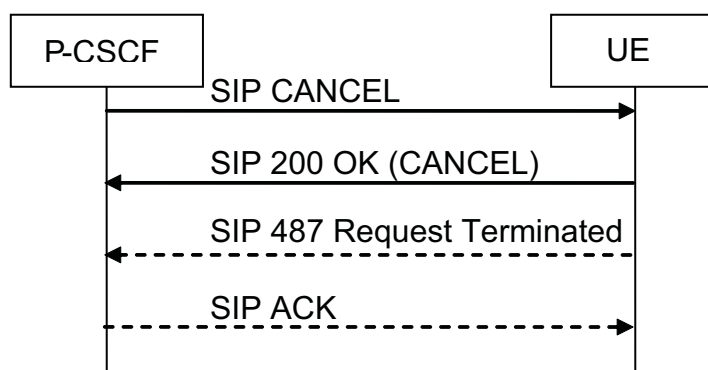 P-CSCF
UE
SIP CANCEL
SIP 200 OK (CANCEL)
SIP 487 Request Terminated
SIP ACK